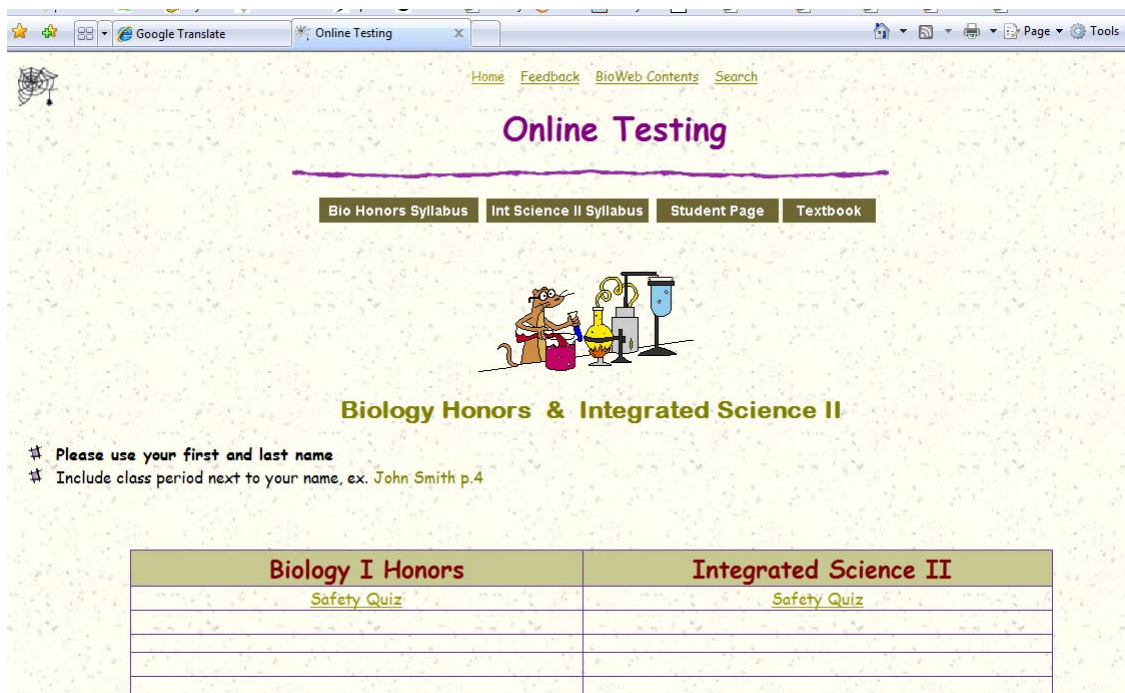 Google Translate
Online Testing
X
Page
Tools
Home Feedback BioWeb Contents Search
Online Testing
Bio Honors Syllabus Int Science II Syllabus Student Page Textbook
Biology Honors & Integrated Science II
Please use your first and last name
Include class period next to your name, ex. John Smith p.4
Biology I Honors Integrated Science II
Safety Quiz Safety Quiz